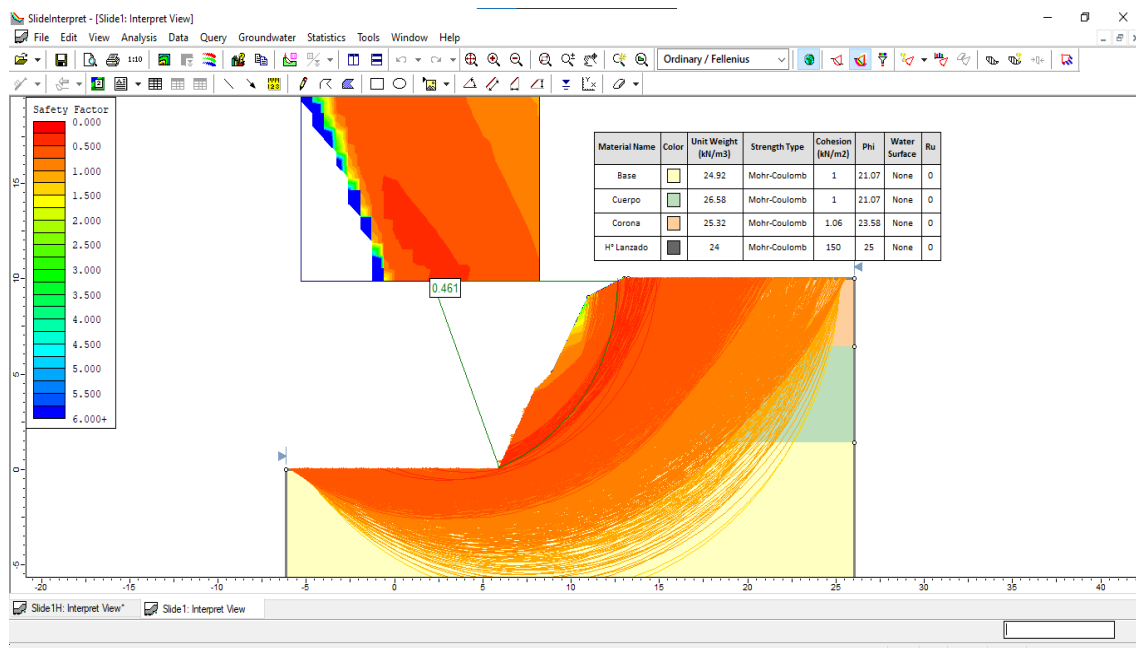 SlideInterpret - [Slide1: Interpret View]
File Edit View Analysis Data Query Groundwater Statistics Tools Window Help
1:10 Ordinary / Fellenius
Safety Factor
0.000
0.500
1.000
1.500
2.000
2.500
3.000
3.500
4.000
4.500
5.000
5.500
6.000+
Material Name Color Unit Weight (kN/m3) Strength Type Cohesion (kN/m2) Phi Water Surface Ru
Base 24.92 Mohr-Coulomb 1 21.07 None 0
Cuerpo 26.58 Mohr-Coulomb 1 21.07 None 0
Corona 25.32 Mohr-Coulomb 1.06 23.58 None 0
H° Lanzado 24 Mohr-Coulomb 150 25 None 0
0.461
15
10
5
0
-5
-20 -15 -10 -5 0 5 10 15 20 25 30 35 40
Slide1H: Interpret View* Slide1: Interpret View